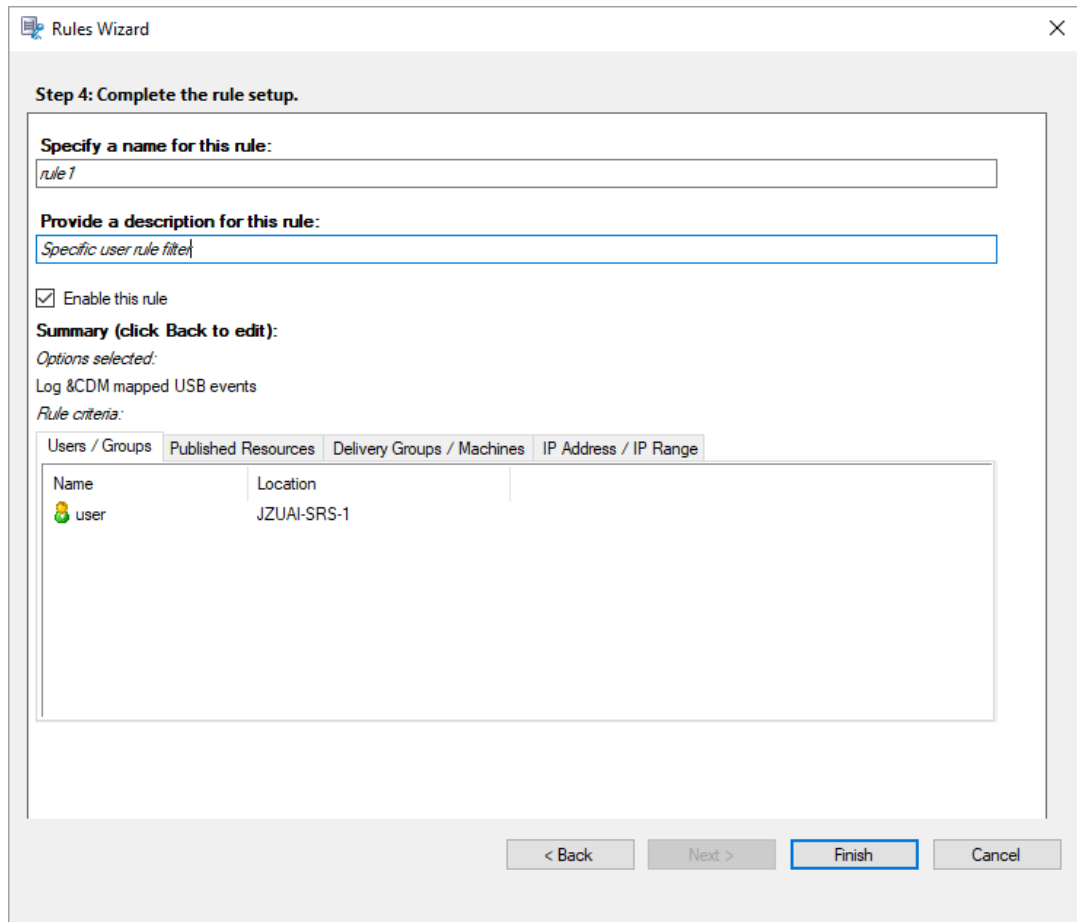 Rules Wizard
Step 4: Complete the rule setup.
Specify a name for this rule:
rule1
Provide a description for this rule:
Specific user rule filter
Enable this rule
Summary (click Back to edit):
Options selected:
Log &CDM mapped USB events
Rule criteria:
Users / Groups Published Resources Delivery Groups / Machines IP Address / IP Range
Name Location
user JZUAI-SRS-1
< Back Next > Finish Cancel